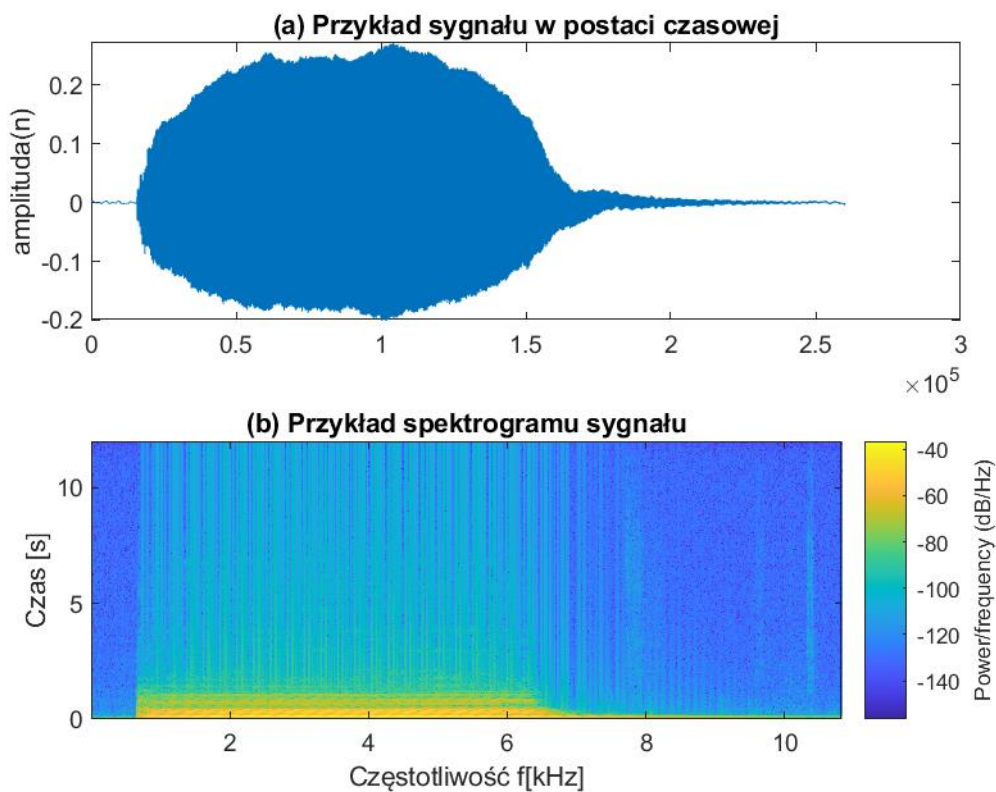 (a) Przykład sygnału w postaci czasowej
amplituda(n)
0.2
0.1
0
-0.1
-0.2
0 0.5 1 1.5 2 2.5 3
×10^5
(b) Przykład spektrogramu sygnału
Czas [s]
10
5
0
2 4 6 8 10
Częstotliwość f[kHz]
-40
-60
-80
-100
-120
-140
Power/frequency (dB/Hz)